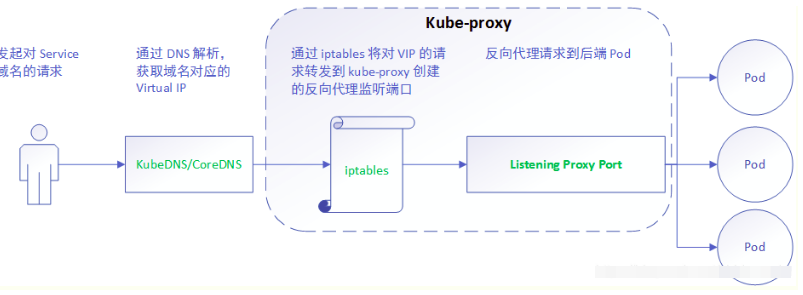 Kube-proxy
发起对 Service
域名的请求
通过 DNS 解析，
获取域名对应的
Virtual IP
通过 iptables 将对 VIP 的请
求转发到 kube-proxy 创建
的反向代理监听端口
反向代理请求到后端 Pod
KubeDNS/CoreDNS
iptables
Listening Proxy Port
Pod
Pod
Pod